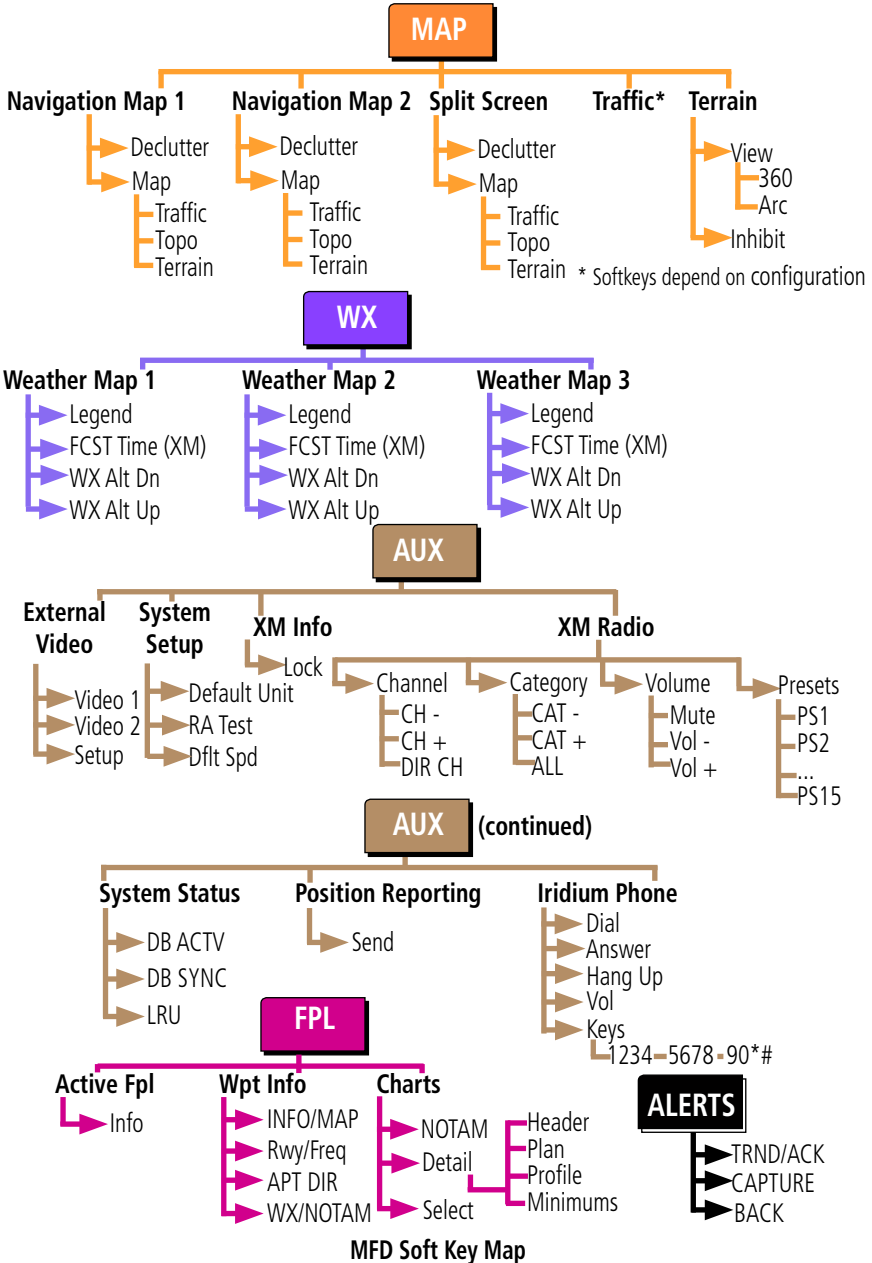 MAP
Navigation Map 1
Declutter
Map
Traffic
Topo
Terrain
Navigation Map 2
Declutter
Map
Traffic
Topo
Terrain
Split Screen
Declutter
Map
Traffic
Topo
Terrain
Traffic*
Terrain
View
360
Arc
Inhibit
* Softkeys depend on configuration
WX
Weather Map 1
Legend
FCST Time (XM)
WX Alt Dn
WX Alt Up
Weather Map 2
Legend
FCST Time (XM)
WX Alt Dn
WX Alt Up
Weather Map 3
Legend
FCST Time (XM)
WX Alt Dn
WX Alt Up
AUX
External
Video
Video 1
Video 2
Setup
System
Setup
Default Unit
RA Test
Dflt Spd
XM Info
Lock
XM Radio
Channel
CH -
CH +
DIR CH
Category
CAT -
CAT +
ALL
Volume
Mute
Vol -
Vol +
Presets
PS1
PS2
...
PS15
AUX (continued)
System Status
DB ACTV
DB SYNC
LRU
Position Reporting
Send
Iridium Phone
Dial
Answer
Hang Up
Vol
Keys
1234 5678 90*#
FPL
Active Fpl
Info
Wpt Info
INFO/MAP
Rwy/Freq
APT DIR
WX/NOTAM
Charts
NOTAM
Detail
Header
Plan
Profile
Minimums
Select
ALERTS
TRND/ACK
CAPTURE
BACK
MFD Soft Key Map